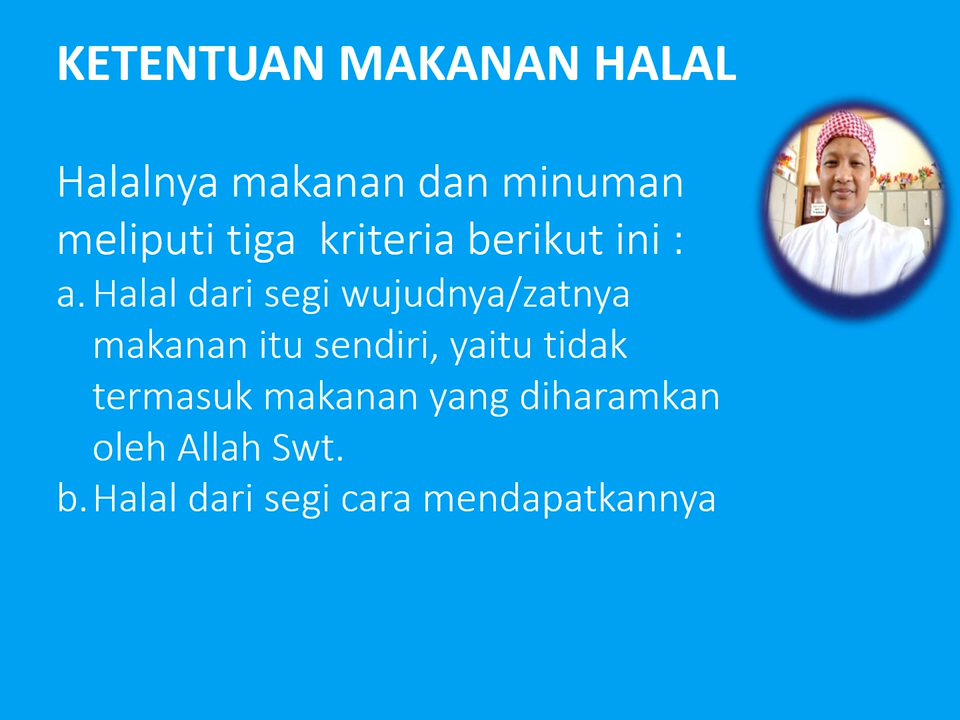 KETENTUAN MAKANAN HALAL
Halalnya makanan dan minuman
meliputi tiga kriteria berikut ini :
a. Halal dari segi wujudnya/zatnya
makanan itu sendiri, yaitu tidak
termasuk makanan yang diharamkan
oleh Allah Swt.
b. Halal dari segi cara mendapatkannya